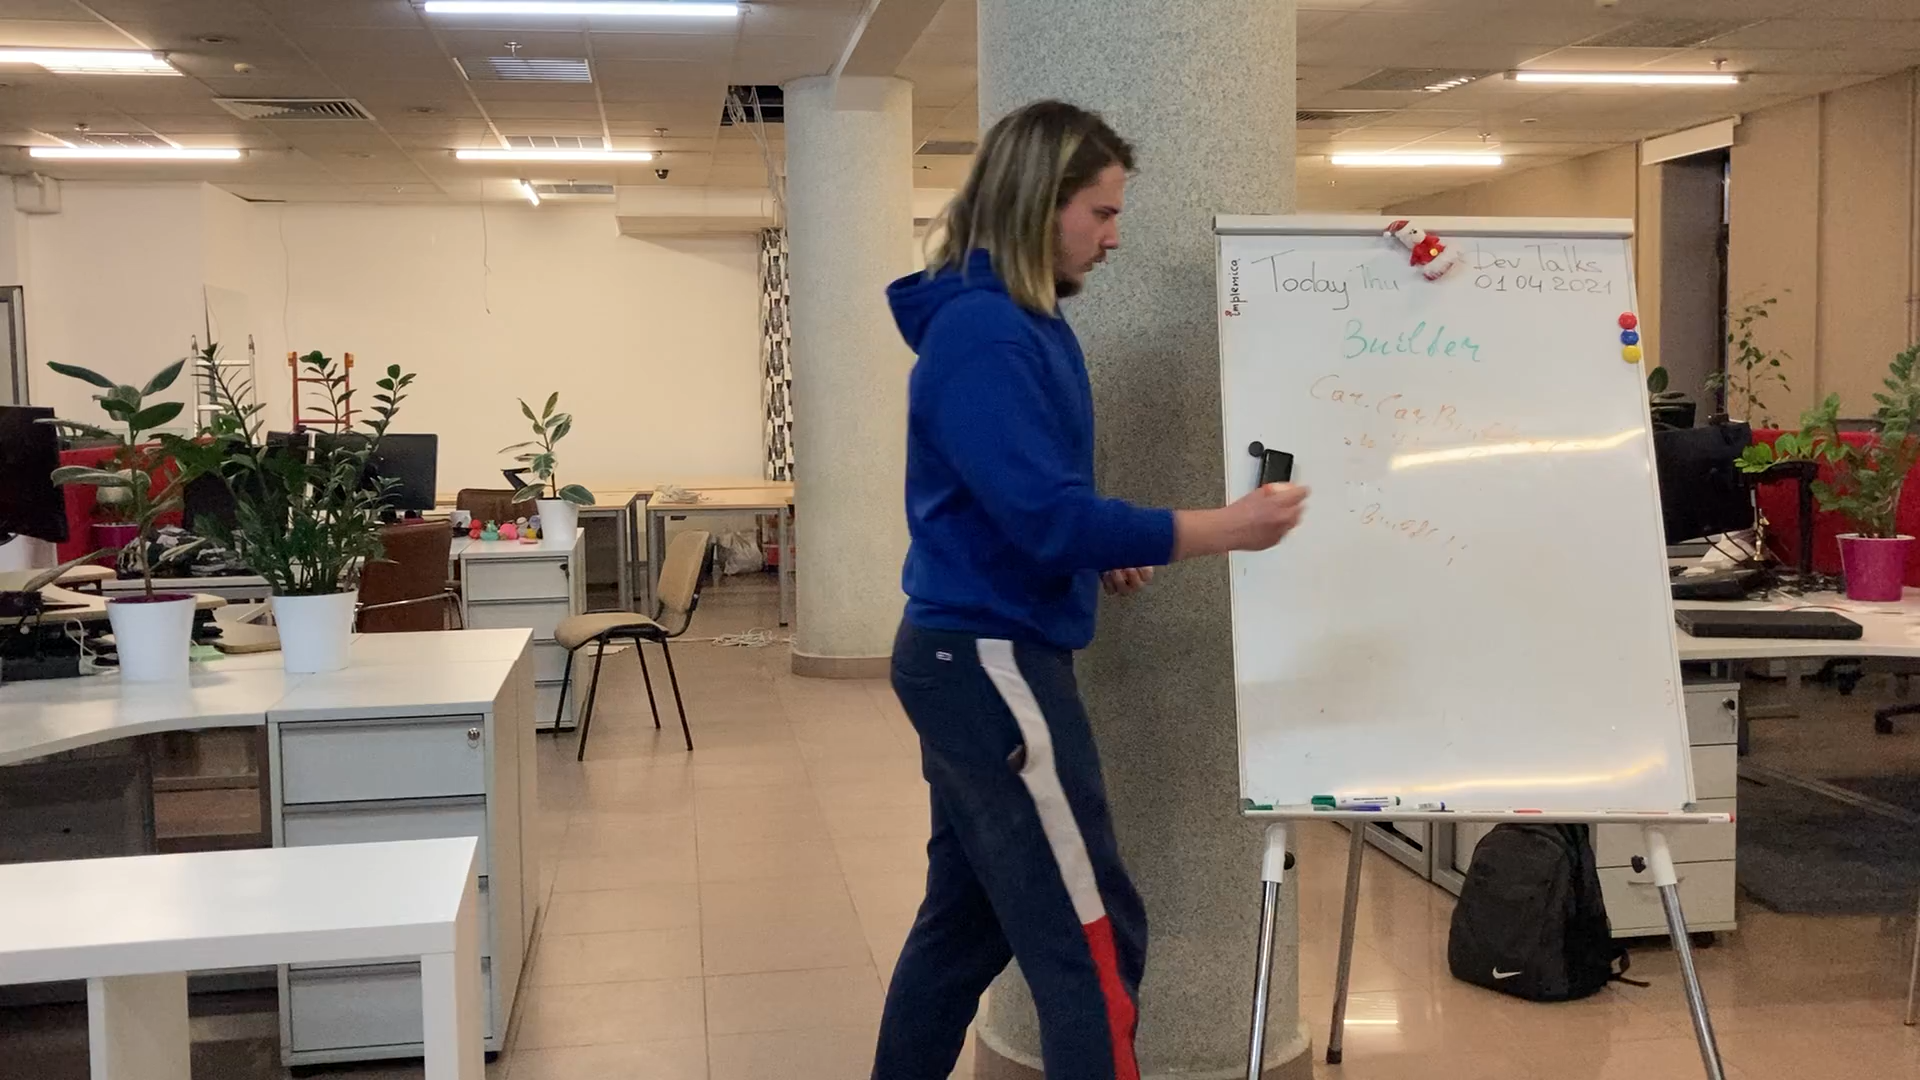 implemica
Today Thu
Dev Talks
01 04 2021
Builder
Car. CarBuilder